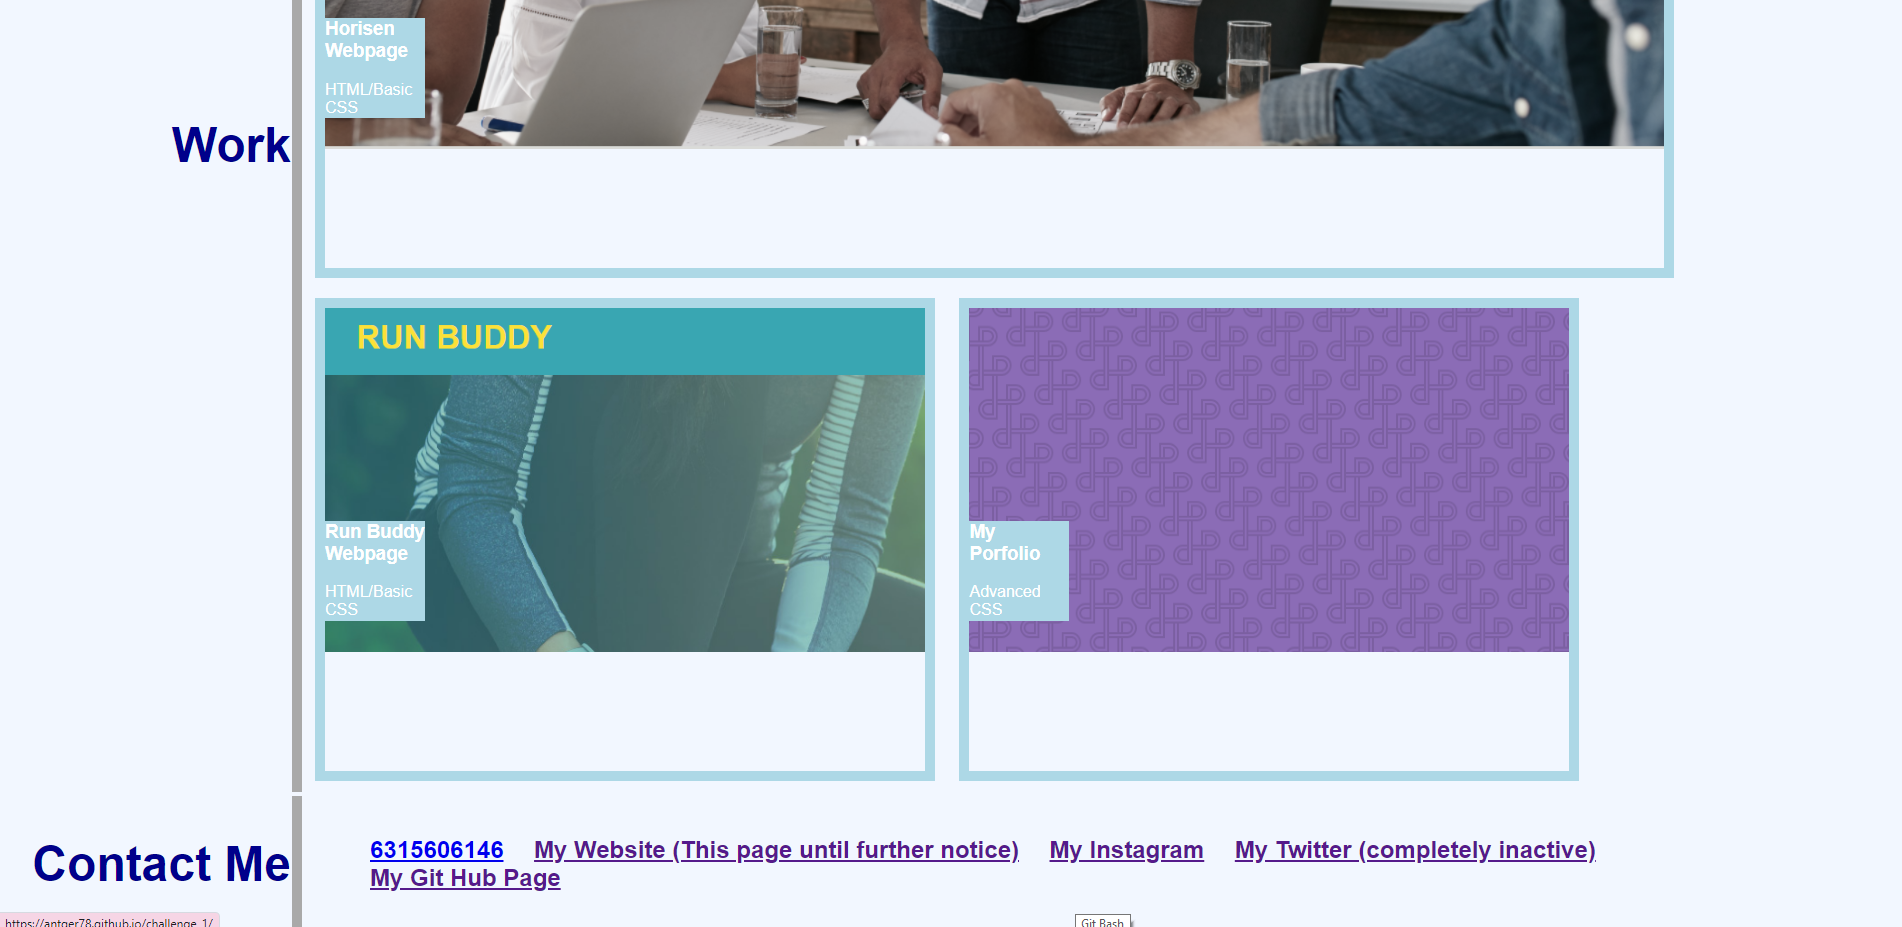 Horisen
Webpage
HTML/Basic
CSS
Work
RUN BUDDY
Run Buddy
Webpage
HTML/Basic
CSS
My
Porfolio
Advanced
CSS
Contact Me
6315606146 My Website (This page until further notice) My Instagram My Twitter (completely inactive)
My Git Hub Page
https://antger78.github.io/challenge_1/
Git Bash